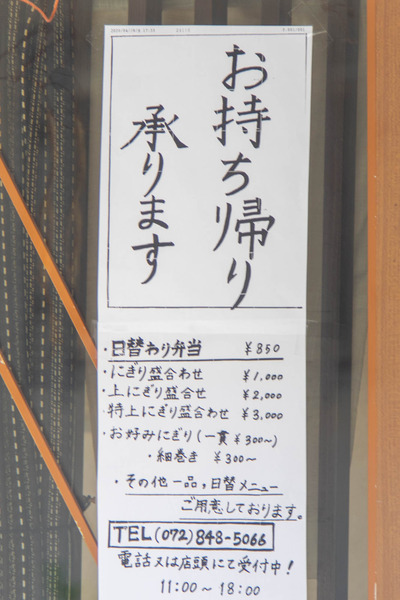 お持ち帰り
承ります
・日替わり弁当 ¥850
・にぎり盛合わせ ¥1,000
・上にぎり盛合せ ¥2,000
・特上にぎり盛合わせ ¥3,000
・お好みにぎり(一貫¥300〜)
・細巻き ¥300〜
・その他一品,日替メニュー
ご用意しております。
TEL(072)848-5066
電話又は店頭にて受付中!
11:00〜18:00